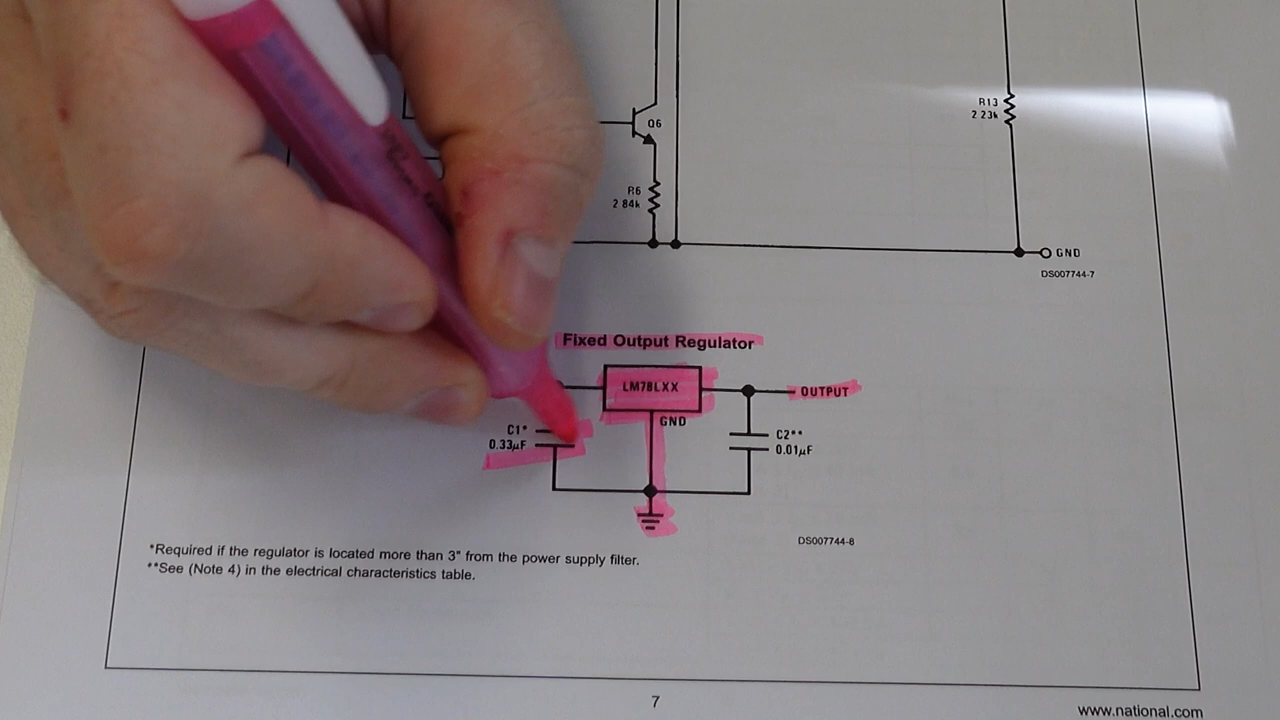 Q6
R13
2 23k
R6
2 84k
GND
DS007744-7
Fixed Output Regulator
LM78LXX
OUTPUT
GND
C1*
0.33µF
C2**
0.01µF
DS007744-8
*Required if the regulator is located more than 3" from the power supply filter.
**See (Note 4) in the electrical characteristics table.
7
www.national.com